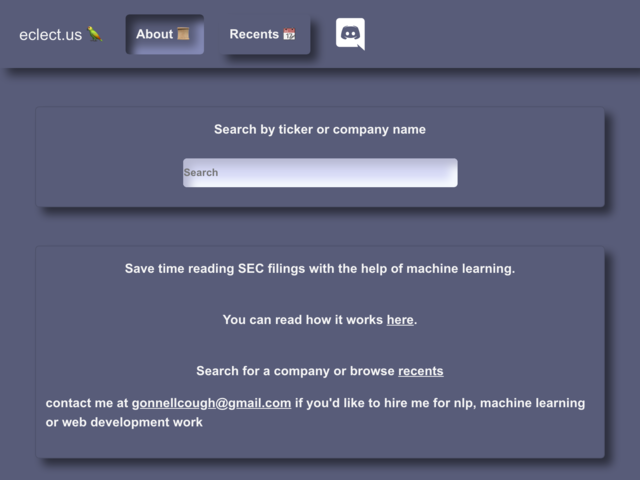 eclect.us
About
Recents
Search by ticker or company name
Search
Save time reading SEC filings with the help of machine learning.
You can read how it works here.
Search for a company or browse recents
contact me at gonnellcough@gmail.com if you'd like to hire me for nlp, machine learning
or web development work